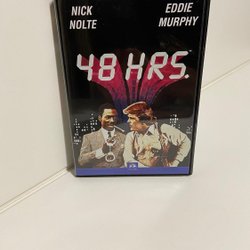 NICK EDDIE
NOLTE MURPHY
48 HRS.